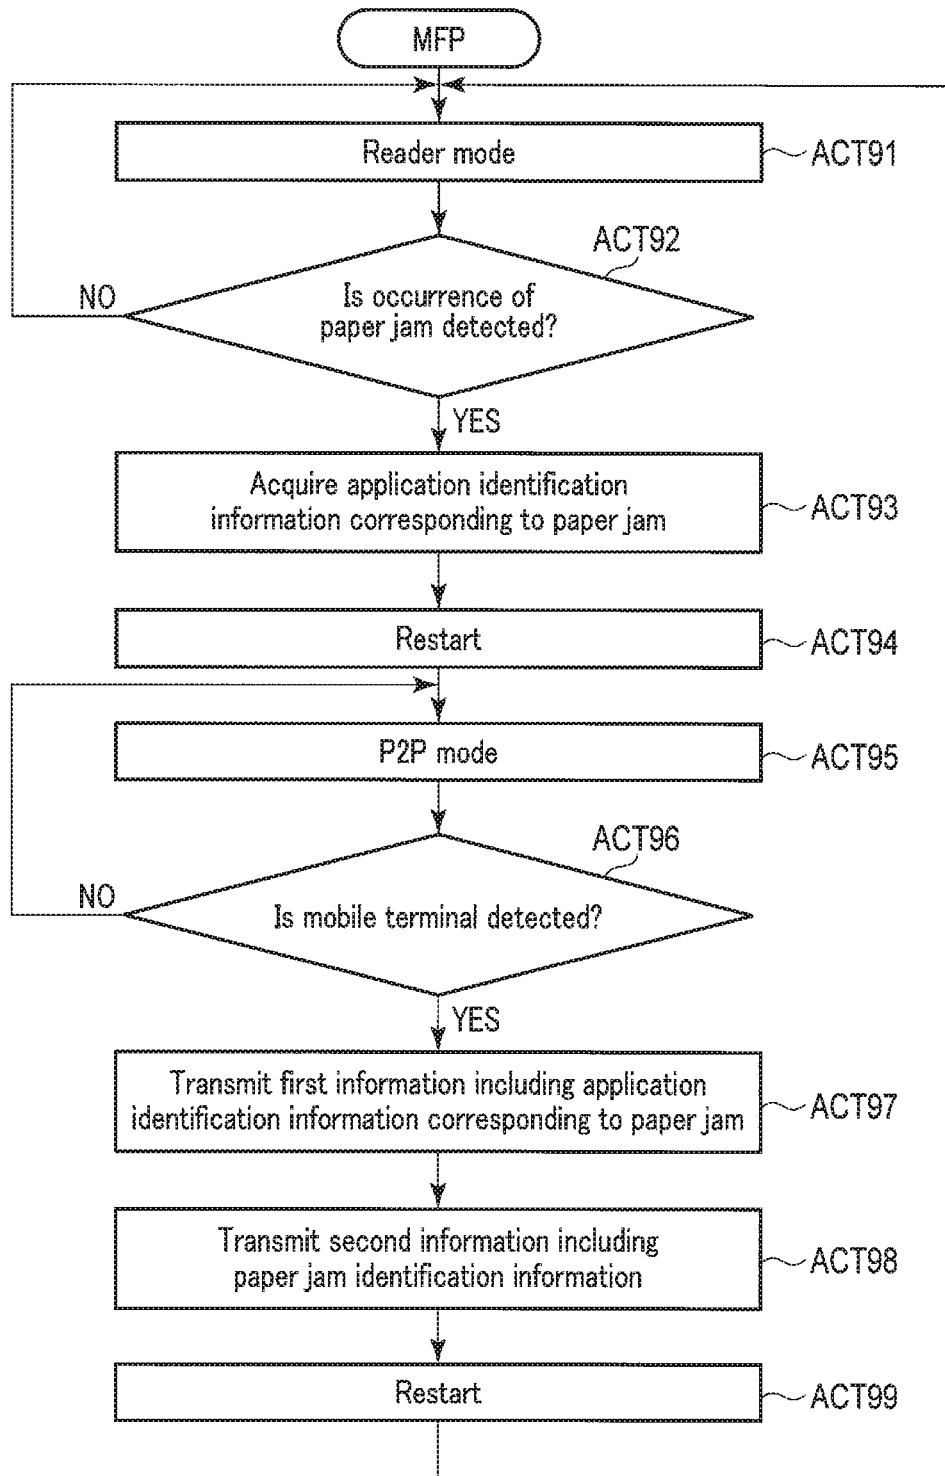 MFP
Reader mode
ACT91
ACT92
Is occurrence of
paper jam detected?
NO
YES
Acquire application identification
information corresponding to paper jam
ACT93
Restart
ACT94
P2P mode
ACT95
ACT96
Is mobile terminal detected?
NO
YES
Transmit first information including application
identification information corresponding to paper jam
ACT97
Transmit second information including
paper jam identification information
ACT98
Restart
ACT99